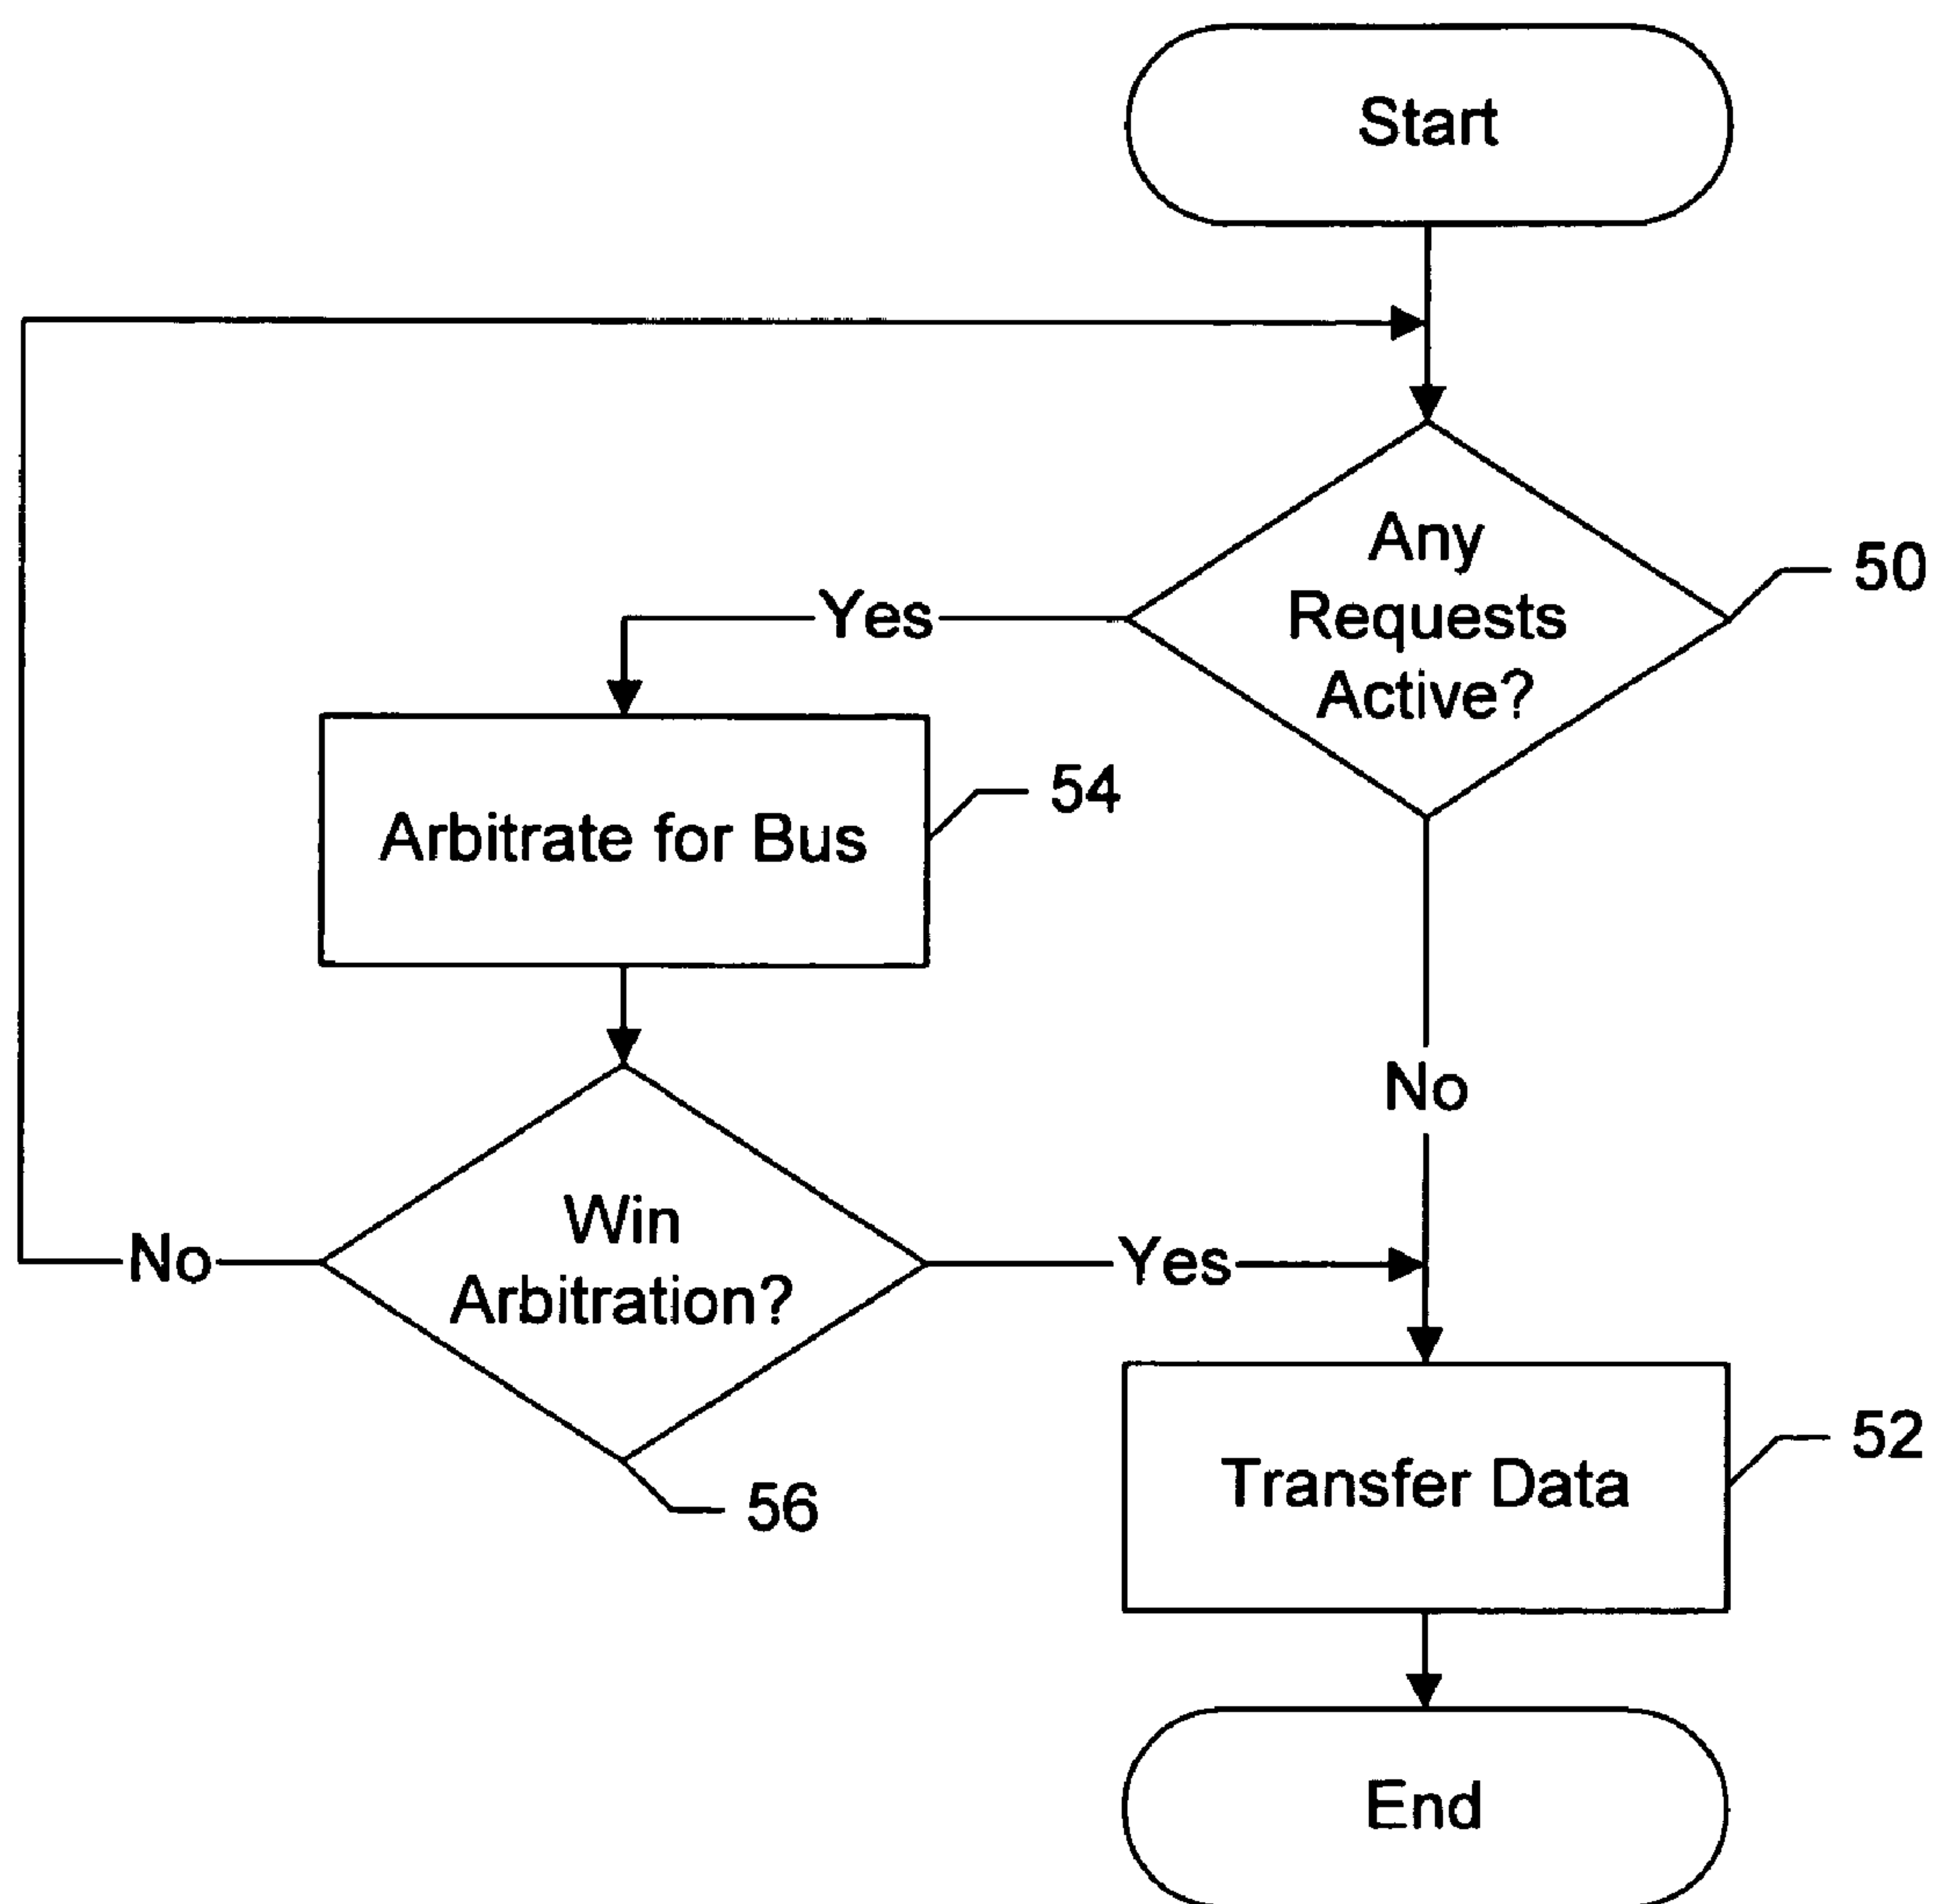 Start
Any
Requests
Active?
50
Yes
Arbitrate for Bus
54
No
Win
Arbitration?
No
Yes
56
Transfer Data
52
End